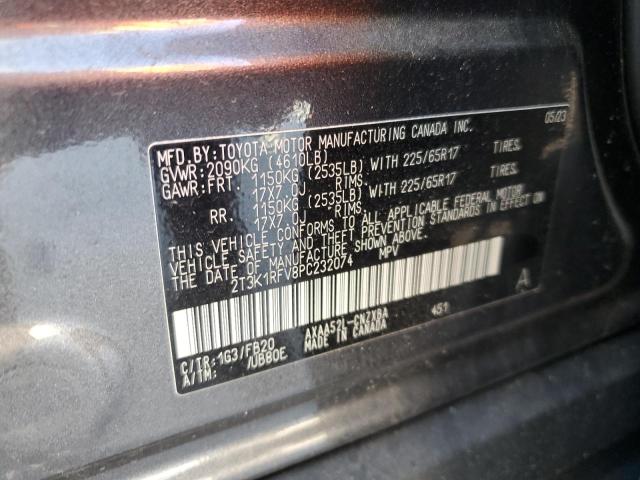 MFD.BY:TOYOTA MOTOR MANUFACTURING CANADA INC. 05/23
GVWR:2090KG (4610LB)
GAWR:FRT. 1150KG (2535LB) WITH 225/65R17 TIRES.
17X7.0J RIMS.
RR. 1150KG (2535LB) WITH 225/65R17 TIRES.
17X7.0J RIMS.
THIS VEHICLE CONFORMS TO ALL APPLICABLE FEDERAL MOTOR
VEHICLE SAFETY AND THEFT PREVENTION STANDARDS IN EFFECT ON
THE DATE OF MANUFACTURE SHOWN ABOVE.
2T3K1RFV8PC232074 MPV
A
C/TR:1G3/FB20 AXAA52L-CNZXBA 451
A/TM: /UB80E MADE IN CANADA